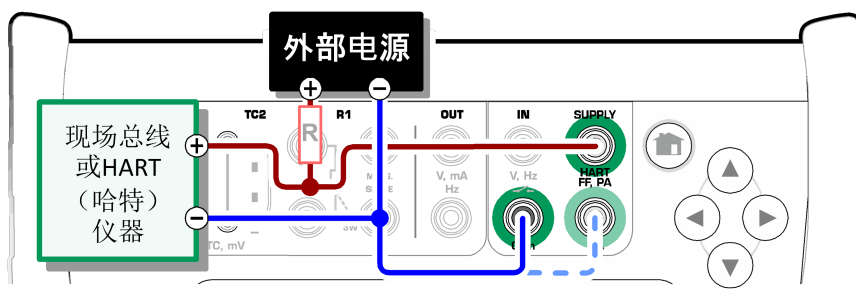 外部电源
+
−
TC2
R
R1
OUT
IN
SUPPLY
现场总线
或HART
（哈特）
仪器
+
−
V, mA
Hz
V, Hz
HART
FF, PA
SW
TC, mV